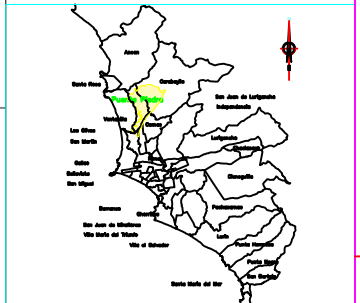 Ancon
Santa Rosa
Carabayllo
Puente Piedra
San Juan de Lurigancho
Independencia
Ventanilla
Comas
Los Olivos
San Martin
Lurigancho
Chaclacayo
Callao
Bellavista
San Miguel
Cieneguilla
Barranco
Chorrillos
Pachacamac
San Juan de Miraflores
Villa Maria del Triunfo
Lurin
Villa el Salvador
Punta Hermosa
Punta Negra
San Bartolo
Santa Maria del Mar